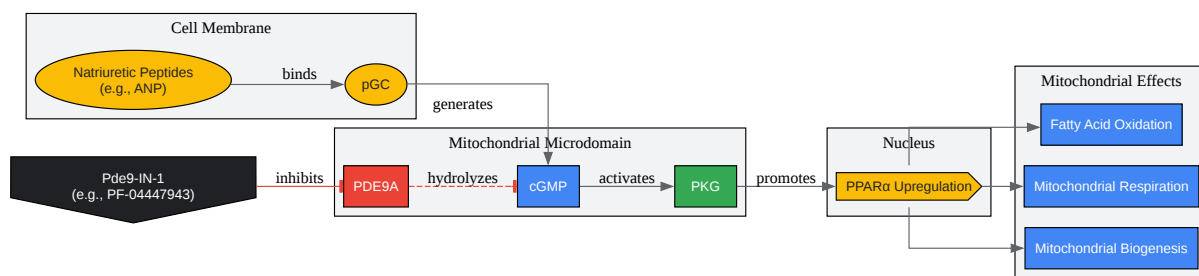 Cell Membrane
Natriuretic Peptides
(e.g., ANP)
binds
pGC
generates
Mitochondrial Microdomain
Pde9-IN-1
(e.g., PF-04447943)
inhibits
PDE9A
hydrolyzes
cGMP
activates
PKG
promotes
Nucleus
PPARα Upregulation
Mitochondrial Effects
Fatty Acid Oxidation
Mitochondrial Respiration
Mitochondrial Biogenesis